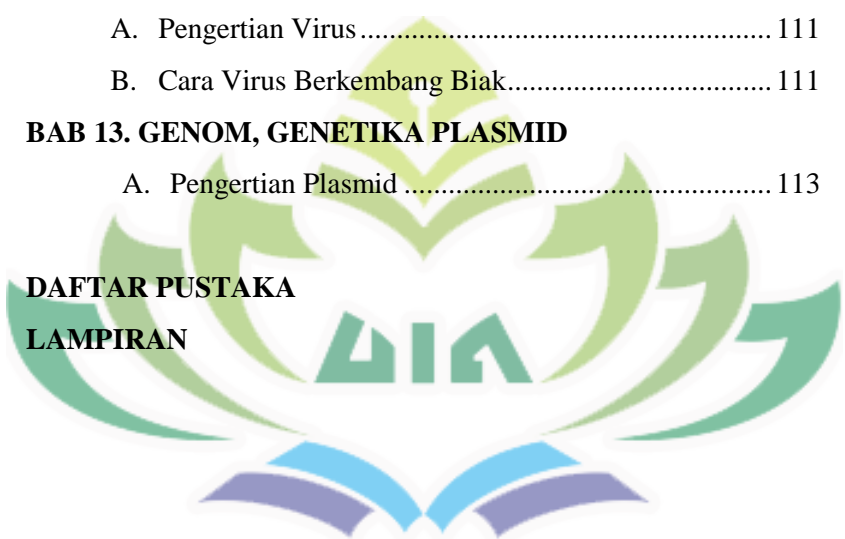 A. Pengertian Virus........................................................ 111
B. Cara Virus Berkembang Biak.................................... 111
BAB 13. GENOM, GENETIKA PLASMID
A. Pengertian Plasmid .................................................. 113
DAFTAR PUSTAKA
LAMPIRAN
UIN